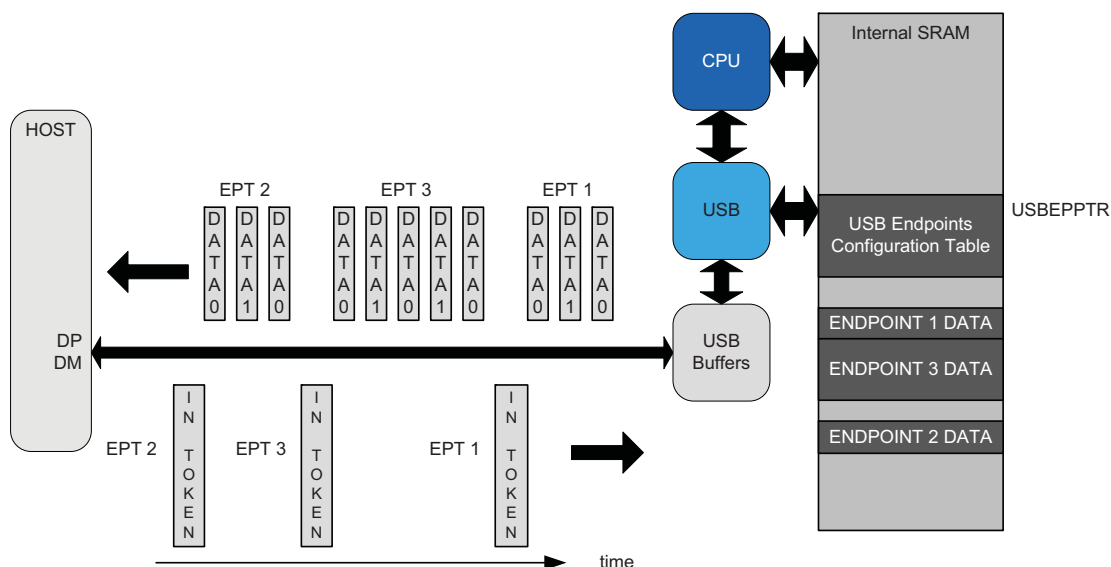 CPU
Internal SRAM
HOST
EPT 2
EPT 3
EPT 1
USB
USBEPPTR
USB Endpoints
Configuration Table
DATA0
DATA1
DATA0
DATA0
DATA1
DATA0
DATA1
DATA0
DATA0
DATA1
DATA0
ENDPOINT 1 DATA
DP
DM
USB
Buffers
ENDPOINT 3 DATA
ENDPOINT 2 DATA
EPT 2
IN TOKEN
EPT 3
IN TOKEN
EPT 1
IN TOKEN
time